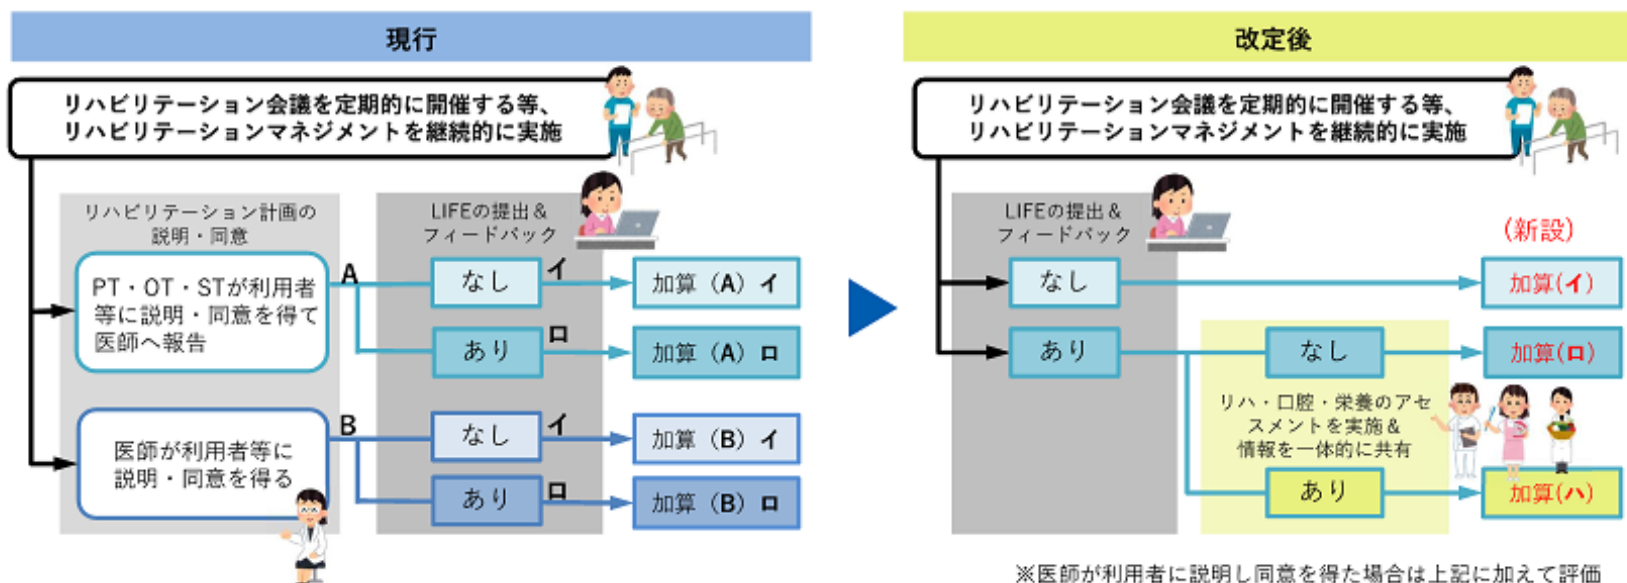 現行
リハビリテーション会議を定期的に開催する等、
リハビリテーションマネジメントを継続的に実施
リハビリテーション計画の
説明・同意
PT・OT・STが利用者
等に説明・同意を得て
医師へ報告
医師が利用者等に
説明・同意を得る
A
B
LIFEの提出&
フィードバック
なし
イ
加算（A）イ
あり
ロ
加算（A）ロ
なし
イ
加算（B）イ
あり
ロ
加算（B）ロ
改定後
リハビリテーション会議を定期的に開催する等、
リハビリテーションマネジメントを継続的に実施
LIFEの提出&
フィードバック
(新設)
なし
加算(イ)
あり
なし
加算(ロ)
リハ・口腔・栄養のアセ
スメントを実施&
情報を一体的に共有
あり
加算(ハ)
※医師が利用者に説明し同意を得た場合は上記に加えて評価